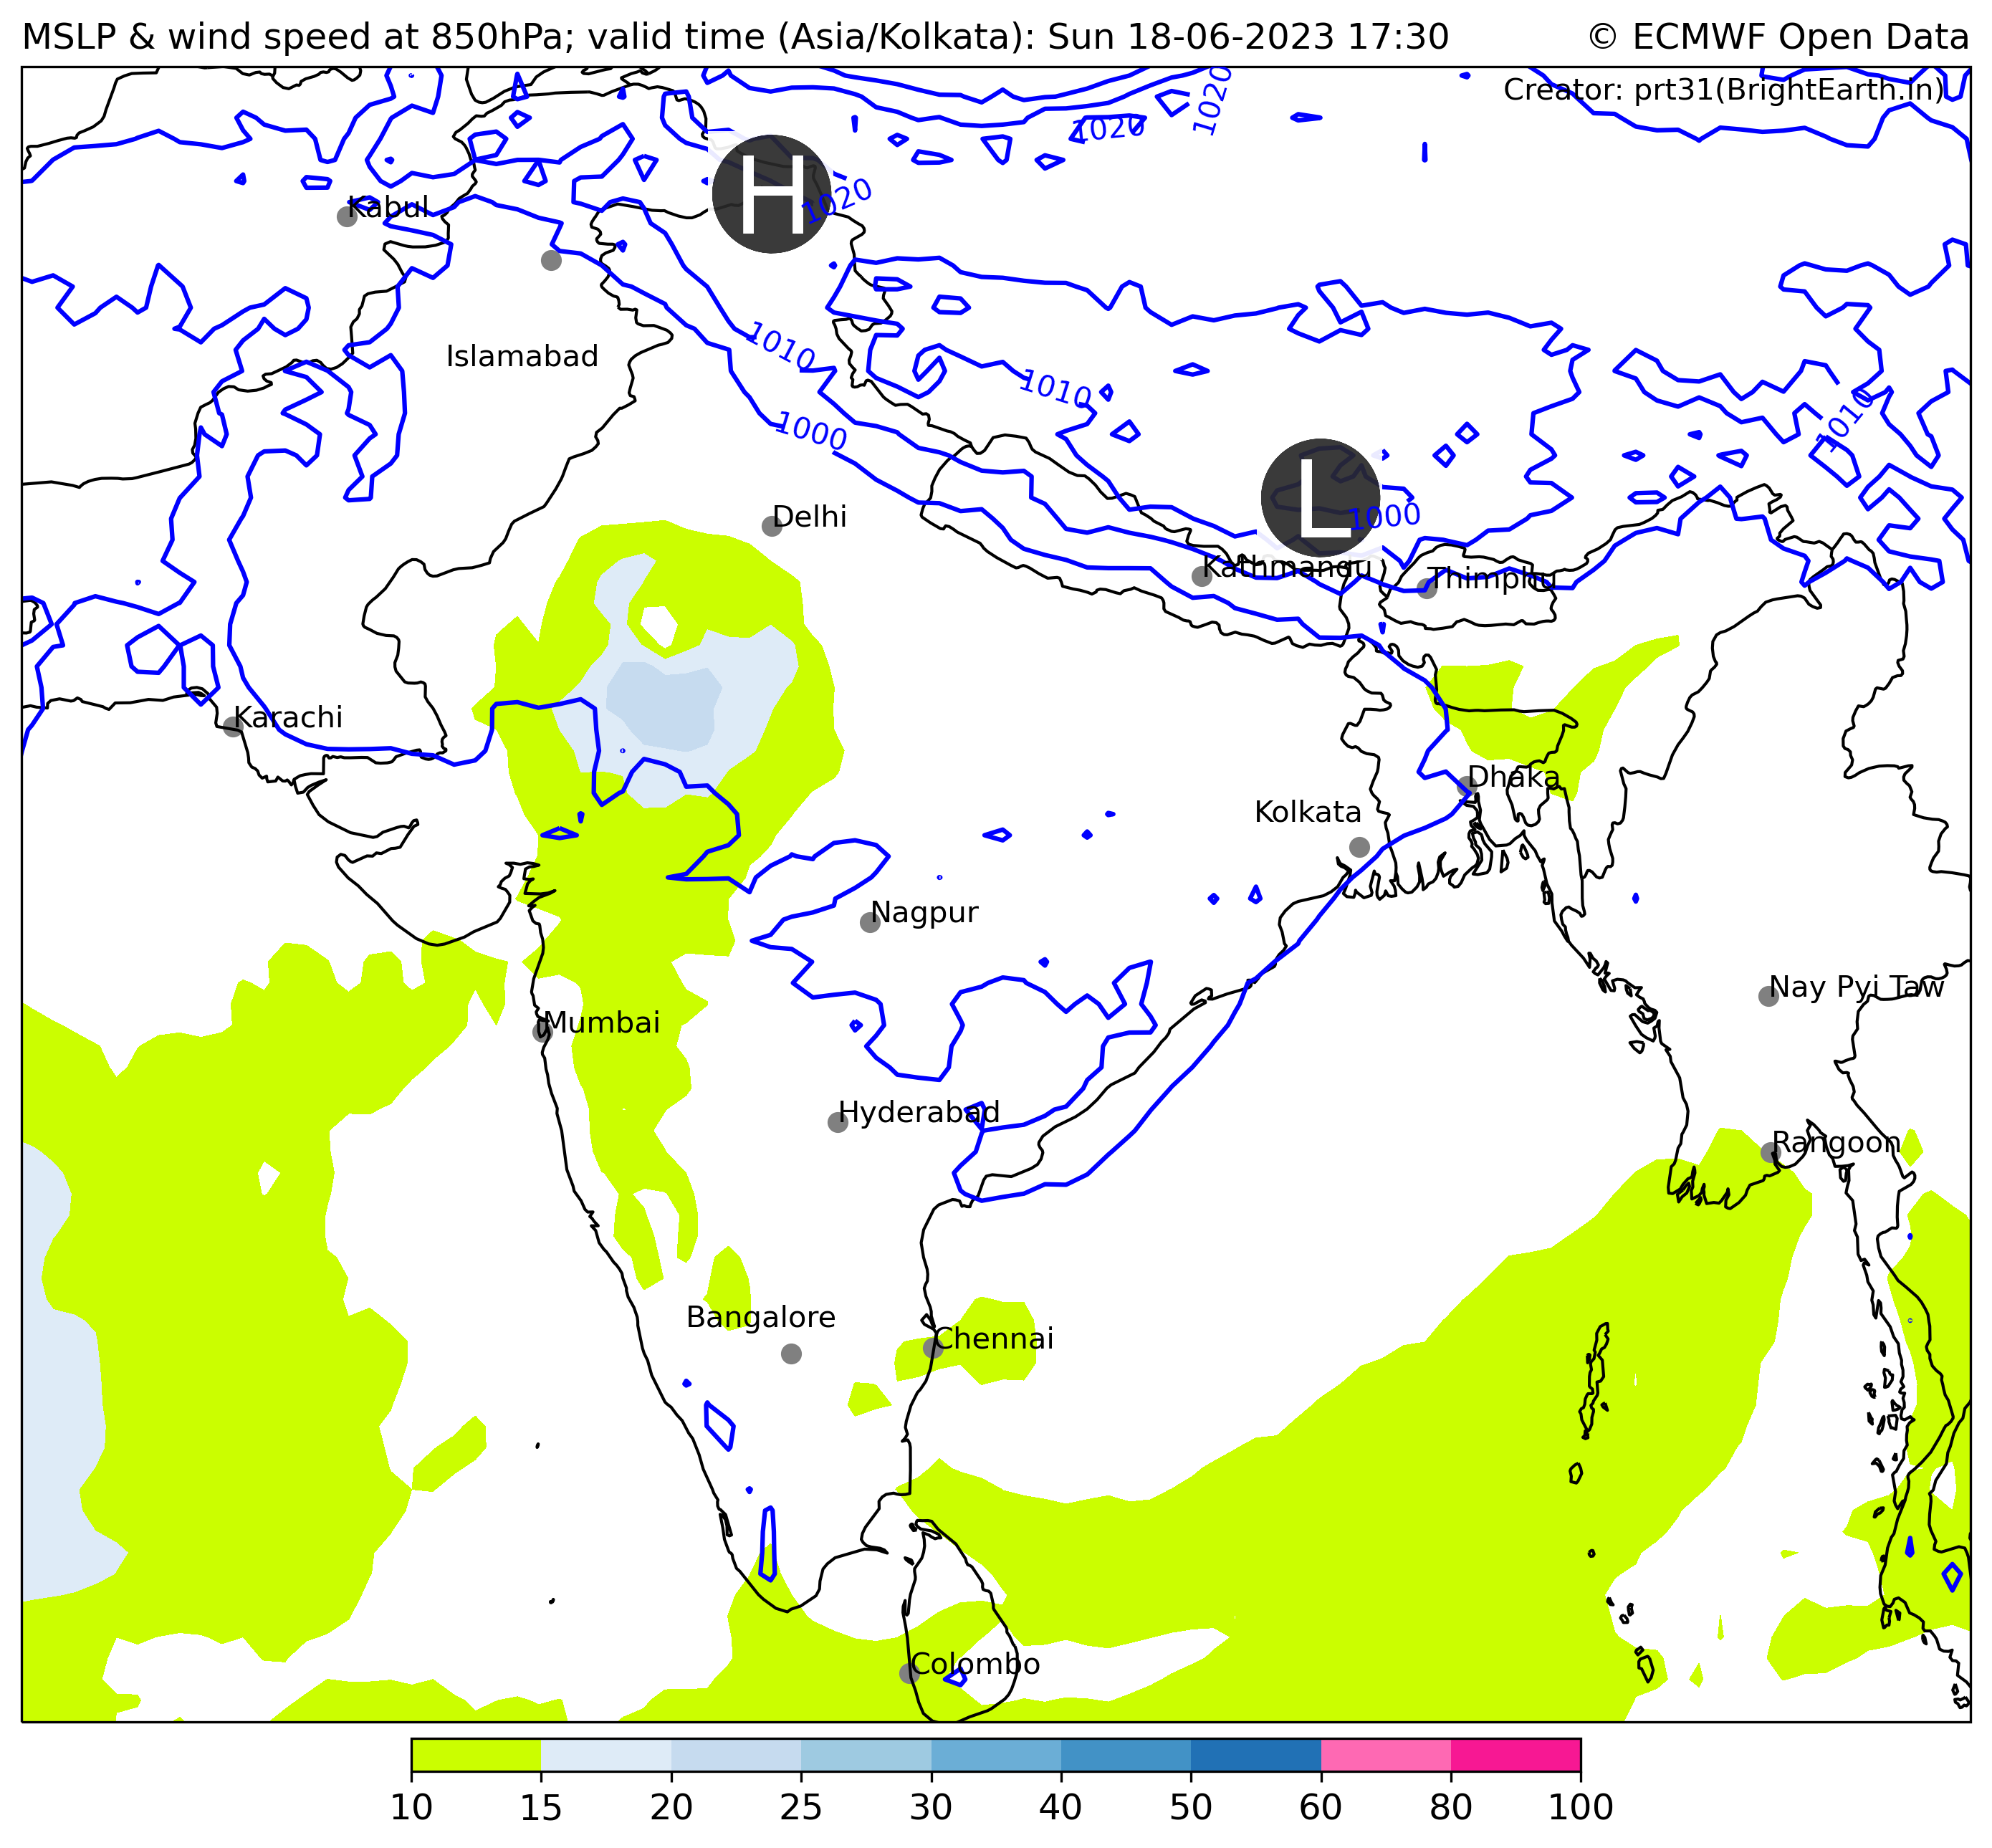 MSLP & wind speed at 850hPa; valid time (Asia/Kolkata): Sun 18-06-2023 17:30
© ECMWF Open Data
Creator: prt31(BrightEarth.in)
1020
1020
H
1020
Kabul
1010
Islamabad
1010
1010
1000
L
1000
Delhi
Kathmandu
Thimphu
Karachi
Dhaka
Kolkata
Nagpur
Nay Pyi Taw
Mumbai
Hyderabad
Rangoon
Bangalore
Chennai
Colombo
10 15 20 25 30 40 50 60 80 100